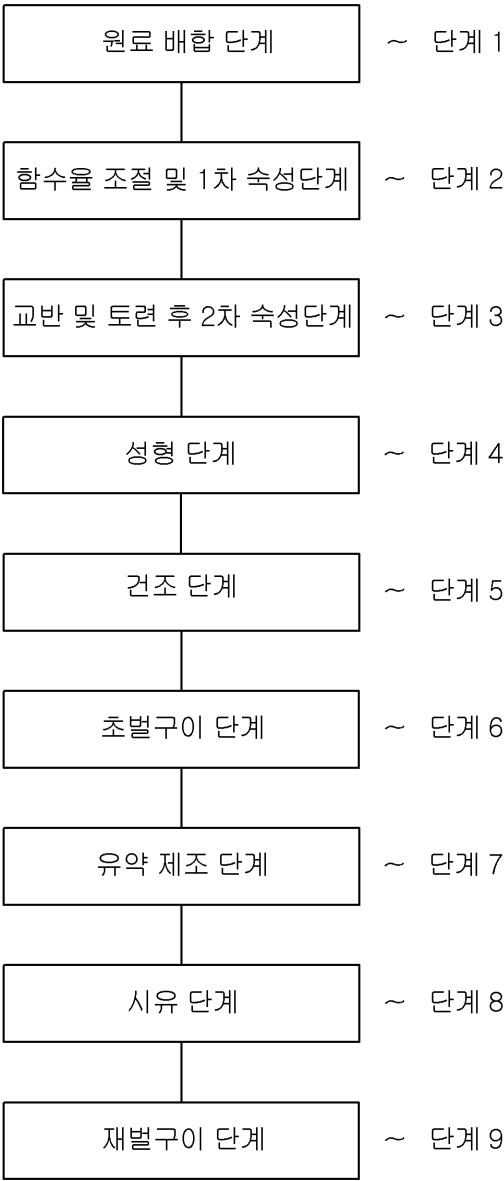 원료 배합 단계 ~ 단계 1
함수율 조절 및 1차 숙성단계 ~ 단계 2
교반 및 토련 후 2차 숙성단계 ~ 단계 3
성형 단계 ~ 단계 4
건조 단계 ~ 단계 5
초벌구이 단계 ~ 단계 6
유약 제조 단계 ~ 단계 7
시유 단계 ~ 단계 8
재벌구이 단계 ~ 단계 9